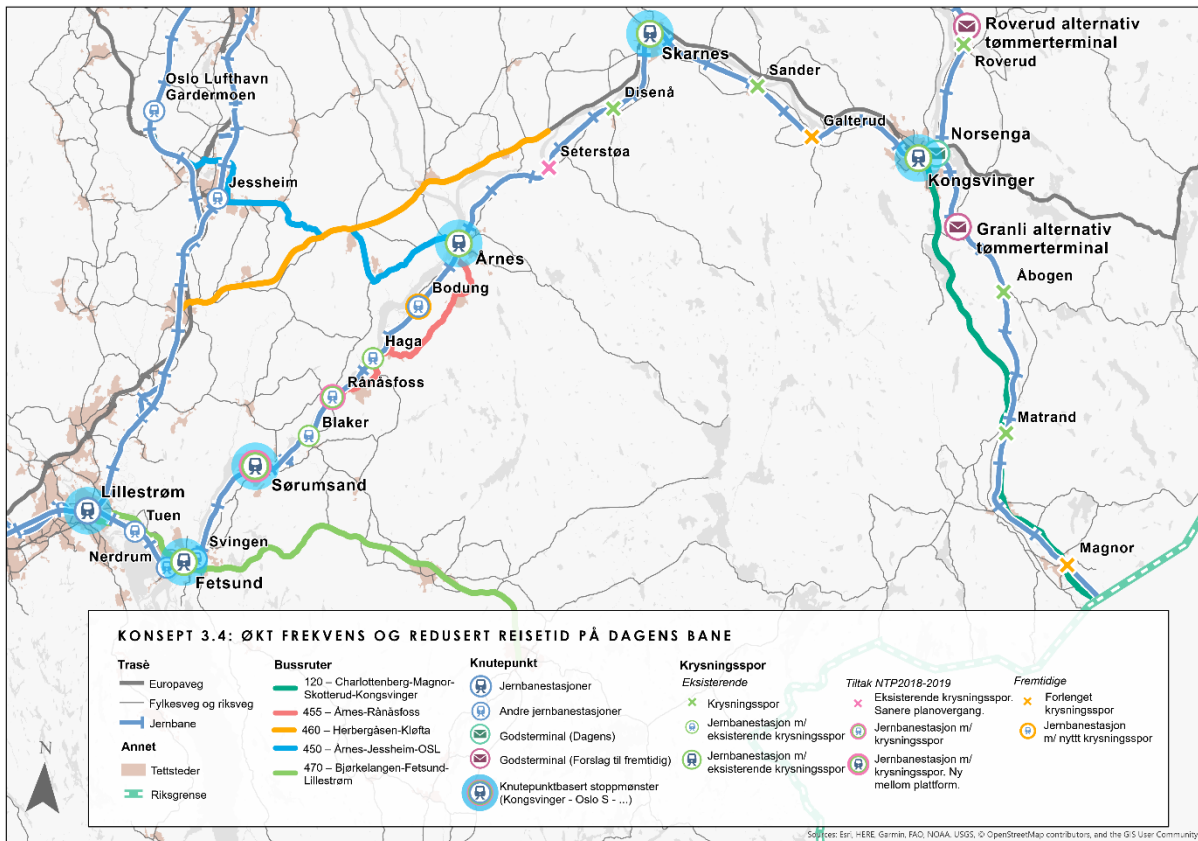 Roverud alternativ
tømmerterminal
Roverud
Skarnes
Oslo Lufthavn
Gardermoen
Sander
Disenå
Galterud
Norsenga
Seterstøa
Kongsvinger
Jessheim
Granli alternativ
tømmerterminal
Årnes
Åbogen
Bodung
Haga
Rånåsfoss
Blaker
Matrand
Sørumsand
Lillestrøm
Tuen
Svingen
Nerdrum
Fetsund
Magnor
KONSEPT 3.4: ØKT FREKVENS OG REDUSERT REISETID PÅ DAGENS BANE
Trasè
Europaveg
Fylkesveg og riksveg
Jernbane
Annet
Tettsteder
Riksgrense
N
Bussruter
120 – Charlottenberg-Magnor-
Skotterud-Kongsvinger
455 – Årnes-Rånåsfoss
460 – Herbergåsen-Kløfta
450 – Årnes-Jessheim-OSL
470 – Bjørkelangen-Fetsund-
Lillestrøm
Knutepunkt
Jernbanestasjoner
Andre jernbanestasjoner
Godsterminal (Dagens)
Godsterminal (Forslag til fremtidig)
Knutepunktbasert stoppmønster
(Kongsvinger - Oslo S - ...)
Krysningsspor
Eksisterende
Krysningsspor
Jernbanestasjon m/
eksisterende krysningsspor
Jernbanestasjon m/
eksisterende krysningsspor
Tiltak NTP2018-2019
Eksisterende krysningsspor.
Sanere planovergang.
Jernbanestasjon m/
krysningsspor
Jernbanestasjon m/
krysningsspor. Ny
mellom plattform.
Fremtidige
Forlenget
krysningsspor
Jernbanestasjon
m/ nyttt krysningsspor
Sources: Esri, HERE, Garmin, FAO, NOAA, USGS, © OpenStreetMap contributors, and the GIS User Community